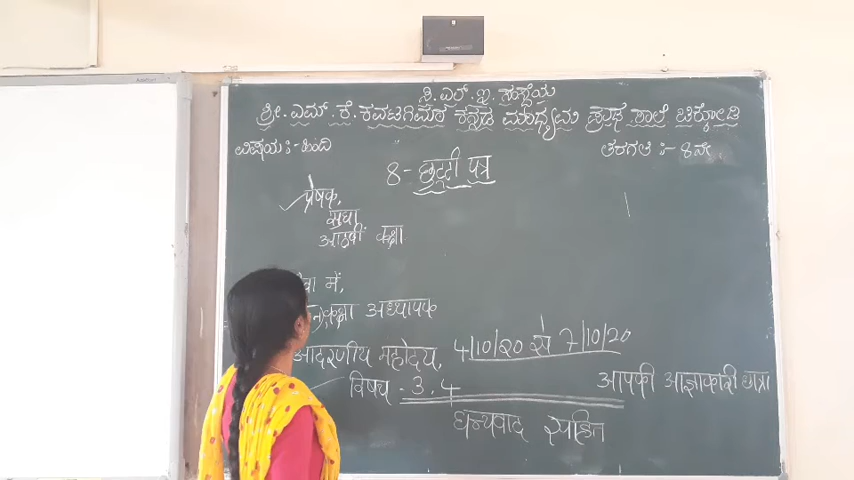 ಸಿ.ಎಲ್.ಇ. ಸಂಸ್ಥೆಯ
ಶ್ರೀ.ಎಮ್.ಕೆ.ಕವಟಗಿಮಠ ಕನ್ನಡ ಮಾಧ್ಯಮ ಪ್ರೌಢ ಶಾಲೆ ಚಿಕ್ಕೋಡಿ
ವಿಷಯ :- ಹಿಂದಿ
ತರಗತಿ :- 8ನೇ
8- छुट्टी पत्र
प्रेषक,
सुधा
आठवीं कक्षा
में,
कक्षा अध्यापक
आदरणीय महोदय, 4/10/20 से 7/10/20
विषय - 3, 4
आपकी आज्ञाकारी छात्रा
धन्यवाद सहित